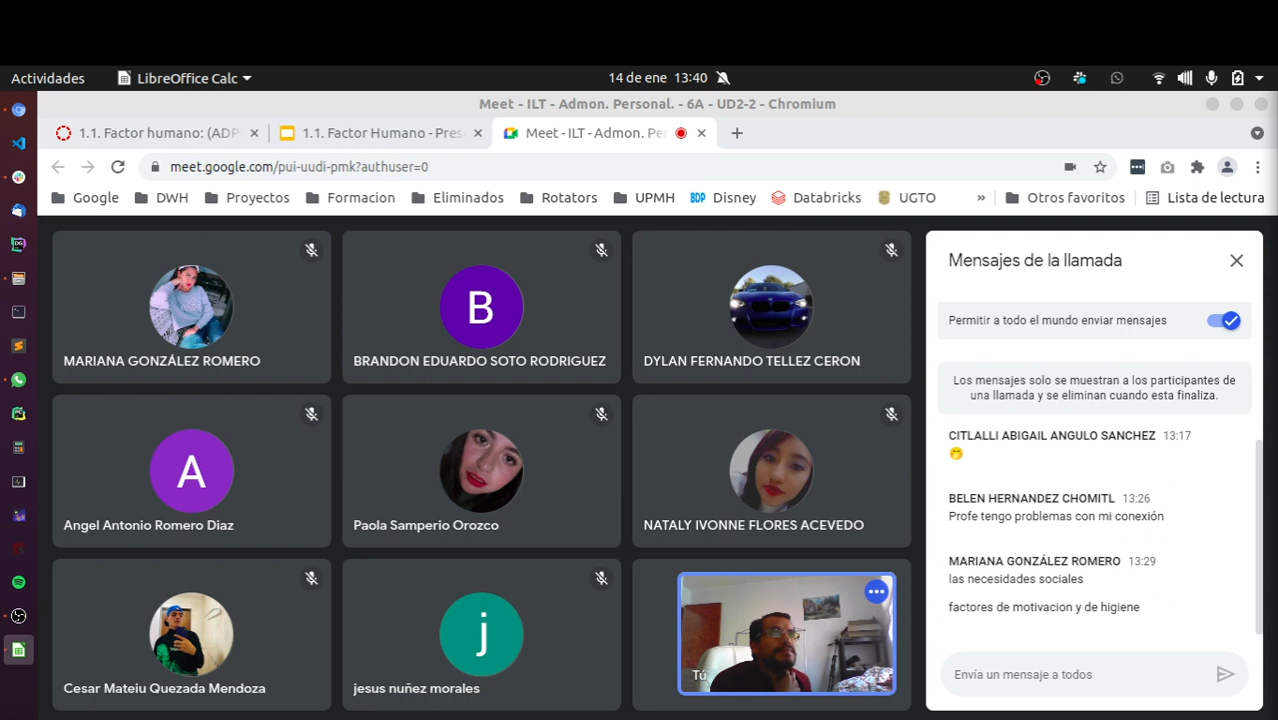 Actividades
LibreOffice Calc
14 de ene 13:40
Meet - ILT - Admon. Personal. - 6A - UD2-2 - Chromium
1.1. Factor humano: (ADP-
1.1. Factor Humano - Pres
Meet - ILT - Admon. Per
meet.google.com/pui-uudi-pmk?authuser=0
Google
DWH
Proyectos
Formacion
Eliminados
Rotators
UPMH
BDP Disney
Databricks
UGTO
»
Otros favoritos
Lista de lectura
MARIANA GONZÁLEZ ROMERO
B
BRANDON EDUARDO SOTO RODRIGUEZ
DYLAN FERNANDO TELLEZ CERON
A
Angel Antonio Romero Diaz
Paola Samperio Orozco
NATALY IVONNE FLORES ACEVEDO
Cesar Mateiu Quezada Mendoza
j
jesus nuñez morales
Tú
Mensajes de la llamada
Permitir a todo el mundo enviar mensajes
Los mensajes solo se muestran a los participantes de
una llamada y se eliminan cuando esta finaliza.
CITLALLI ABIGAIL ANGULO SANCHEZ 13:17
🤭
BELEN HERNANDEZ CHOMITL 13:26
Profe tengo problemas con mi conexión
MARIANA GONZÁLEZ ROMERO 13:29
las necesidades sociales
factores de motivacion y de higiene
Envía un mensaje a todos